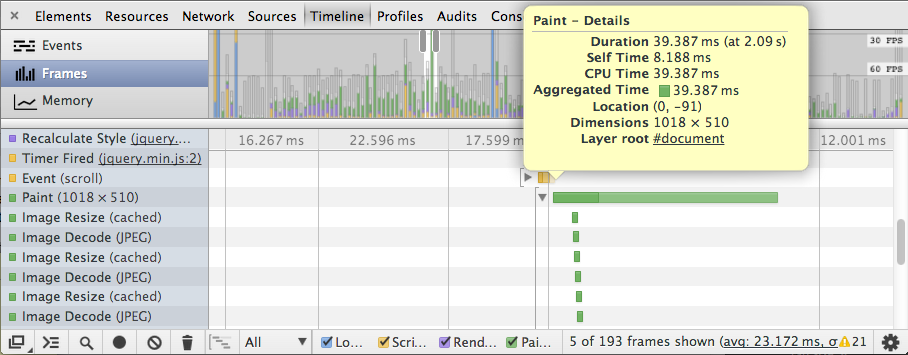 × Elements Resources Network Sources Timeline Profiles Audits Cons
Events
Frames
Memory
30 FPS
60 FPS
Paint – Details
Duration 39.387 ms (at 2.09 s)
Self Time 8.188 ms
CPU Time 39.387 ms
Aggregated Time 39.387 ms
Location (0, -91)
Dimensions 1018 × 510
Layer root #document
Recalculate Style (jquery.... 16.267 ms 22.596 ms 17.599 12.001 ms
Timer Fired (jquery.min.js:2)
Event (scroll)
Paint (1018 × 510)
Image Resize (cached)
Image Decode (JPEG)
Image Resize (cached)
Image Decode (JPEG)
Image Resize (cached)
Image Decode (JPEG)
All Lo... Scri... Rend... Pai... 5 of 193 frames shown (avg: 23.172 ms, σ 21